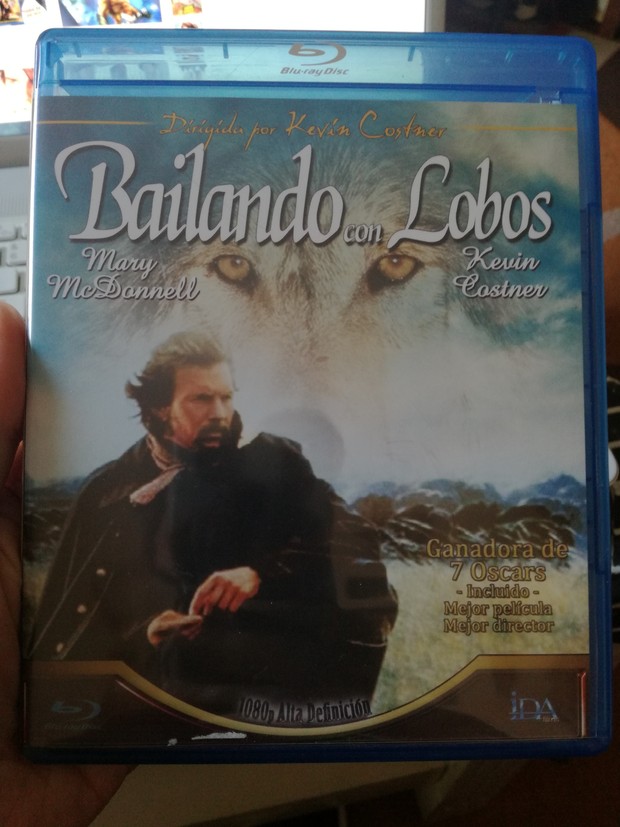 Blu-ray Disc
Dirigida por Kevin Costner
Bailando con Lobos
Mary
McDonnell
Kevin
Costner
Ganadora de
7 Oscars
- Incluido -
Mejor película
Mejor director
1080p Alta Definición
IDA